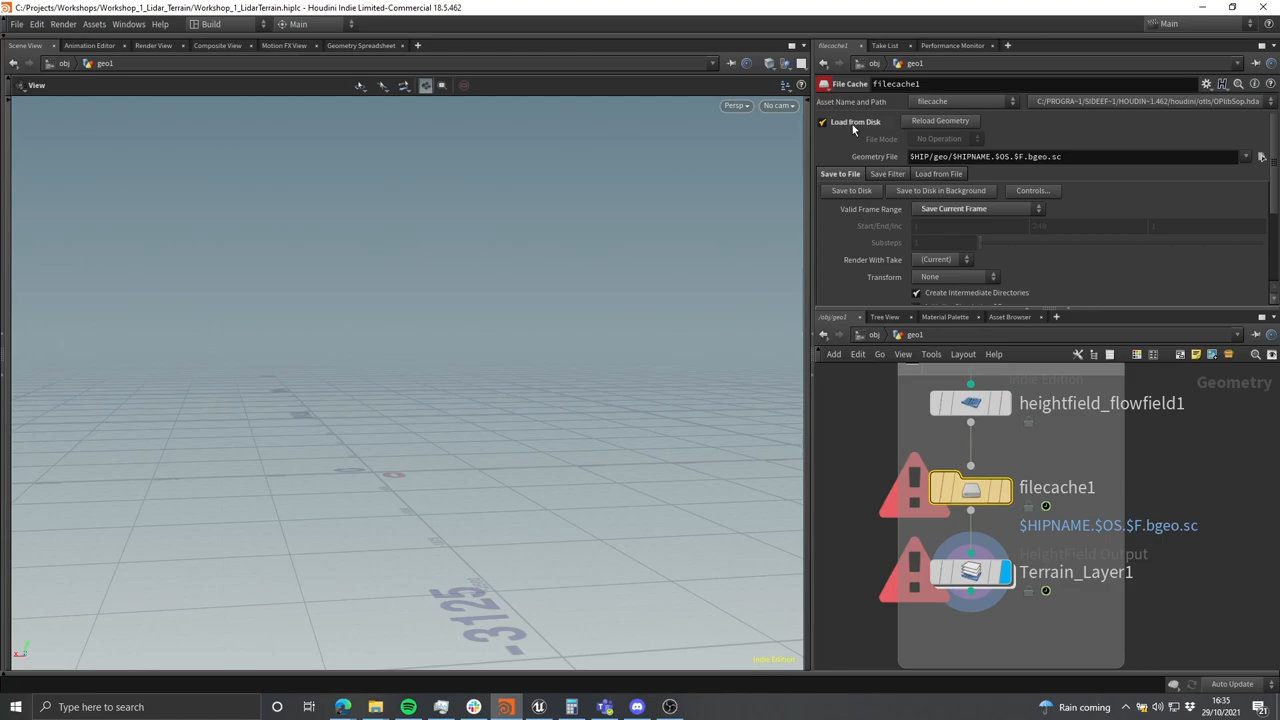 C:/Projects/Workshops/Workshop_1_Lidar_Terrain/Workshop_1_LidarTerrain.hiplc - Houdini Indie Limited-Commercial 18.5.462
File Edit Render Assets Windows Help Build Main Main
Scene View Animation Editor Render View Composite View Motion FX View Geometry Spreadsheet
obj geo1
View
Persp No cam
-3125
Indie Edition
filecache1 Take List Performance Monitor
obj geo1
File Cache filecache1
Asset Name and Path filecache C:/PROGRA~1/SIDEEF~1/HOUDIN~1.462/houdini/otls/OPlibSop.hda
Load from Disk Reload Geometry
File Mode No Operation
Geometry File $HIP/geo/$HIPNAME.$OS.$F.bgeo.sc
Save to File Save Filter Load from File
Save to Disk Save to Disk in Background Controls...
Valid Frame Range Save Current Frame
Start/End/Inc 1 240 1
Substeps 1
Render With Take (Current)
Transform None
Create Intermediate Directories
/obj/geo1 Tree View Material Palette Asset Browser
obj geo1
Add Edit Go View Tools Layout Help
Indie Edition Geometry
heightfield_flowfield1
filecache1
$HIPNAME.$OS.$F.bgeo.sc
HeightField Output
Terrain_Layer1
Auto Update
Type here to search
Rain coming
16:35
29/10/2021